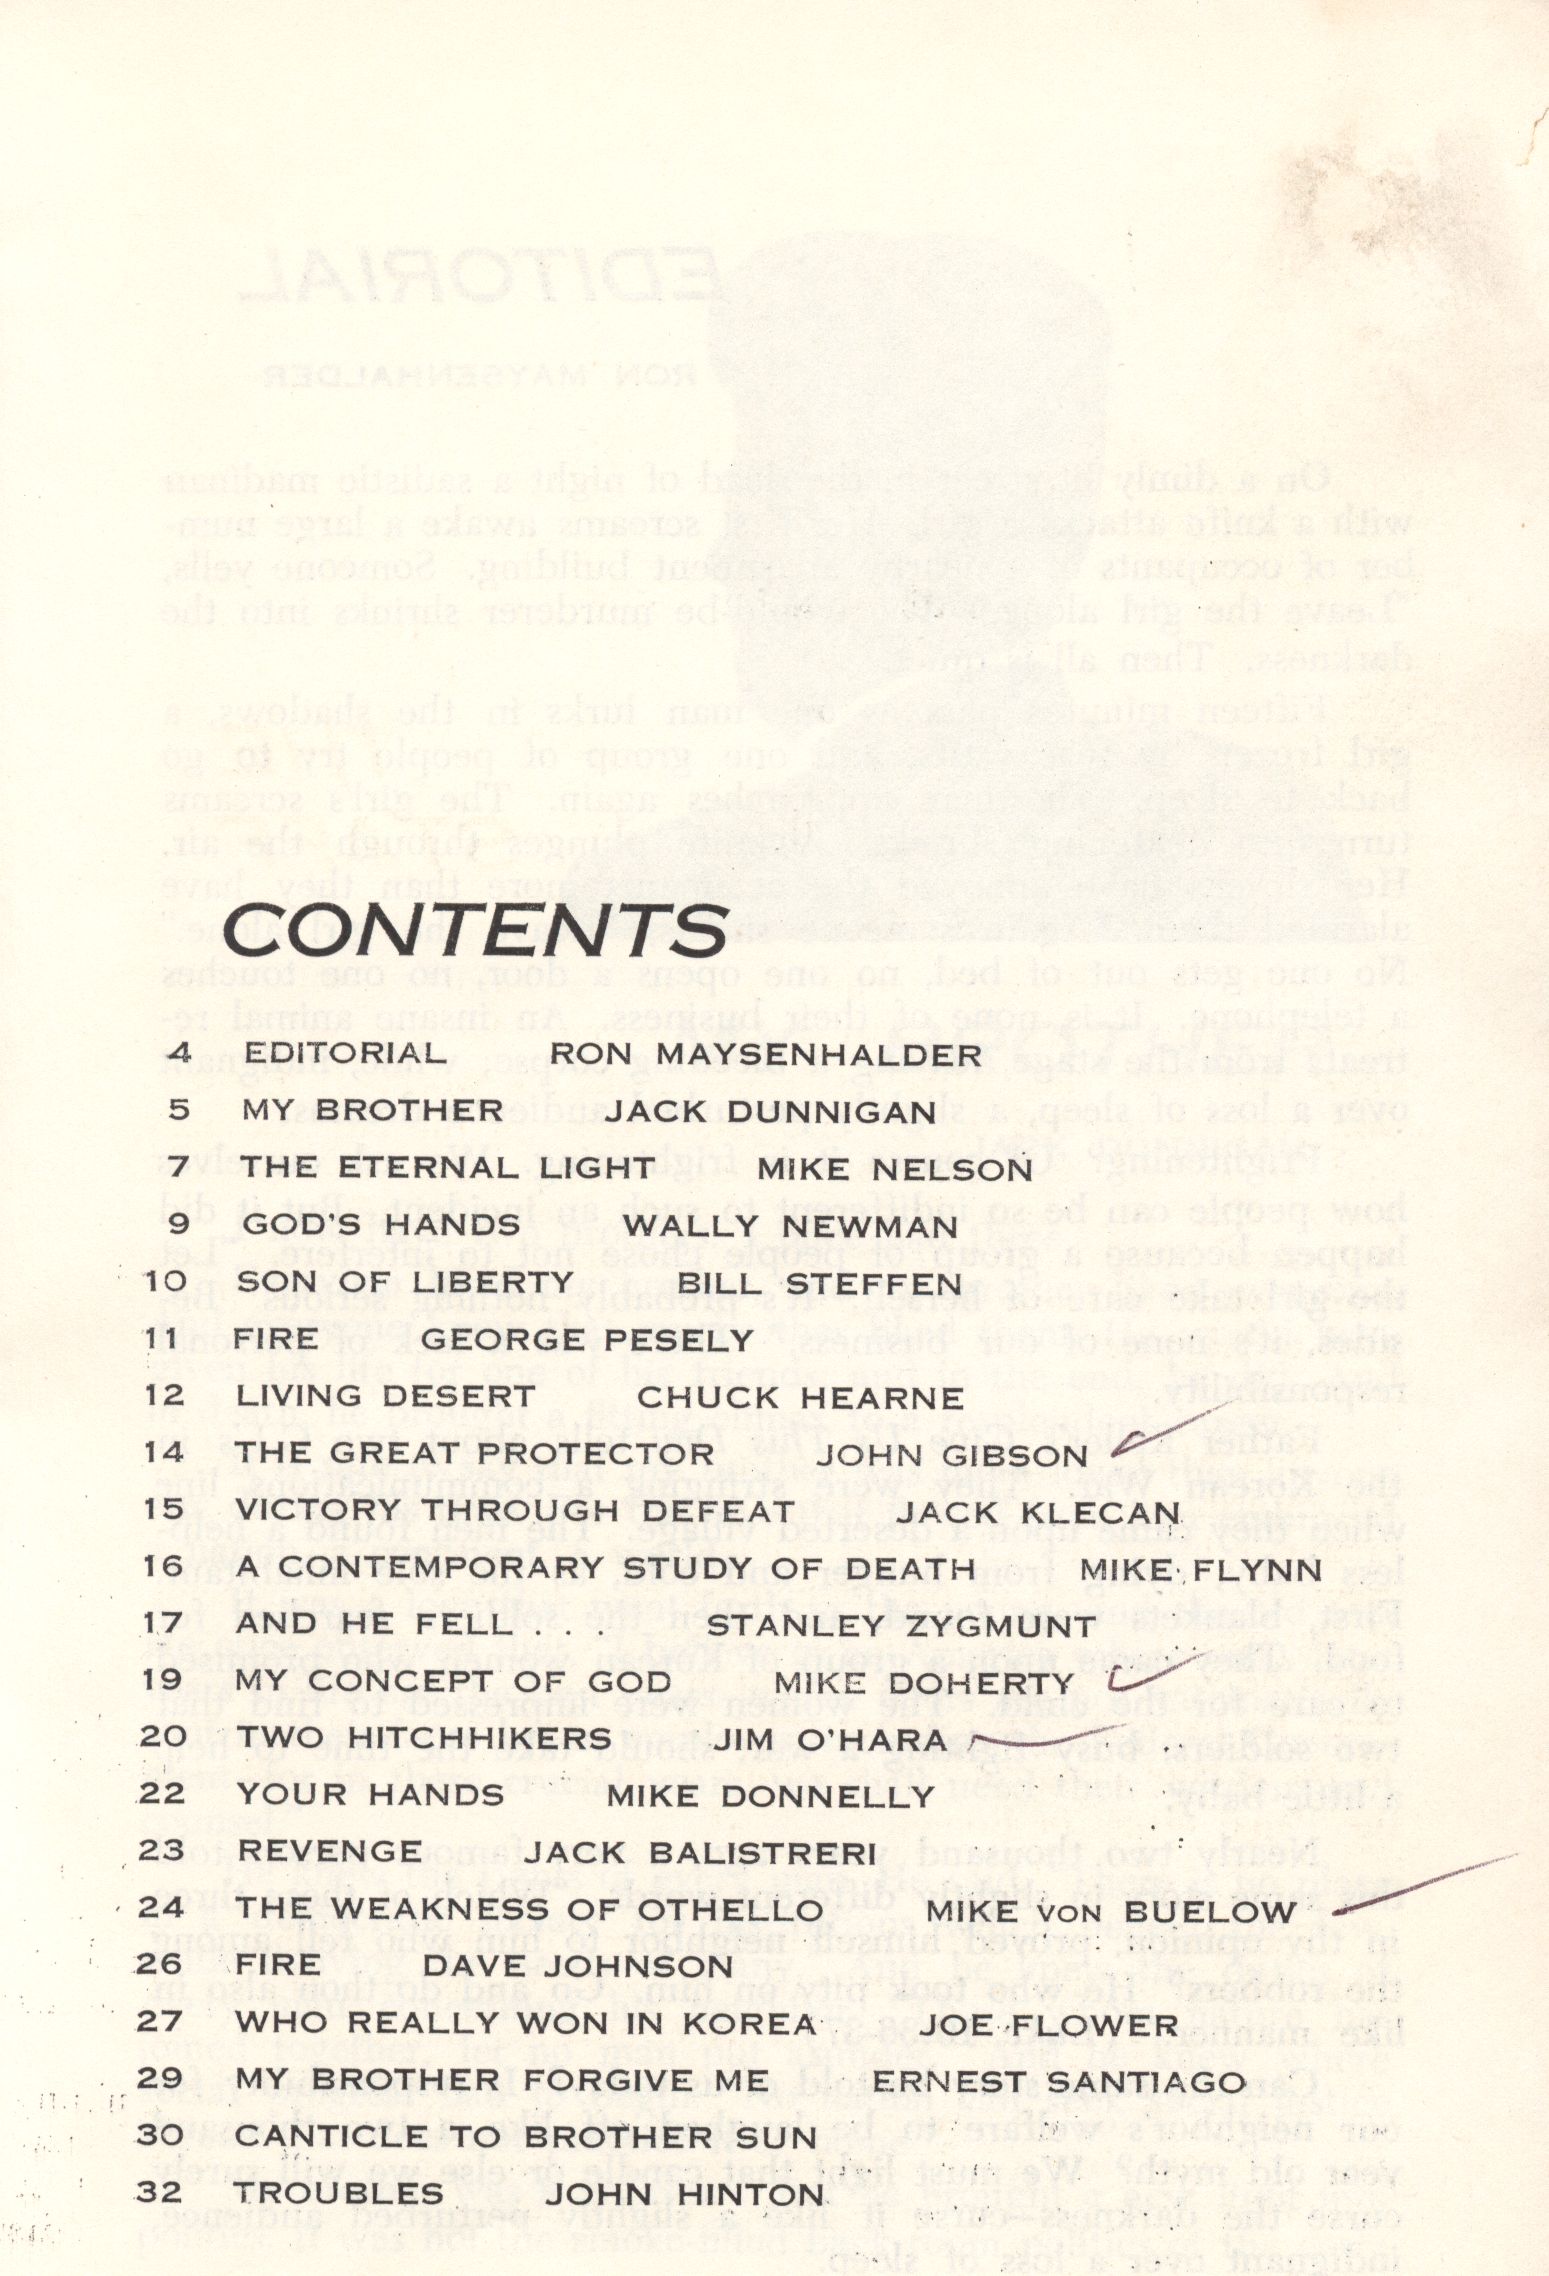 CONTENTS
4 EDITORIAL RON MAYSENHALDER
5 MY BROTHER JACK DUNNIGAN
7 THE ETERNAL LIGHT MIKE NELSON
9 GOD'S HANDS WALLY NEWMAN
10 SON OF LIBERTY BILL STEFFEN
11 FIRE GEORGE PESELY
12 LIVING DESERT CHUCK HEARNE
14 THE GREAT PROTECTOR JOHN GIBSON
15 VICTORY THROUGH DEFEAT JACK KLECAN
16 A CONTEMPORARY STUDY OF DEATH MIKE FLYNN
17 AND HE FELL . . . STANLEY ZYGMUNT
19 MY CONCEPT OF GOD MIKE DOHERTY
20 TWO HITCHHIKERS JIM O'HARA
22 YOUR HANDS MIKE DONNELLY
23 REVENGE JACK BALISTRERI
24 THE WEAKNESS OF OTHELLO MIKE VON BUELOW
26 FIRE DAVE JOHNSON
27 WHO REALLY WON IN KOREA JOE FLOWER
29 MY BROTHER FORGIVE ME ERNEST SANTIAGO
30 CANTICLE TO BROTHER SUN
32 TROUBLES JOHN HINTON